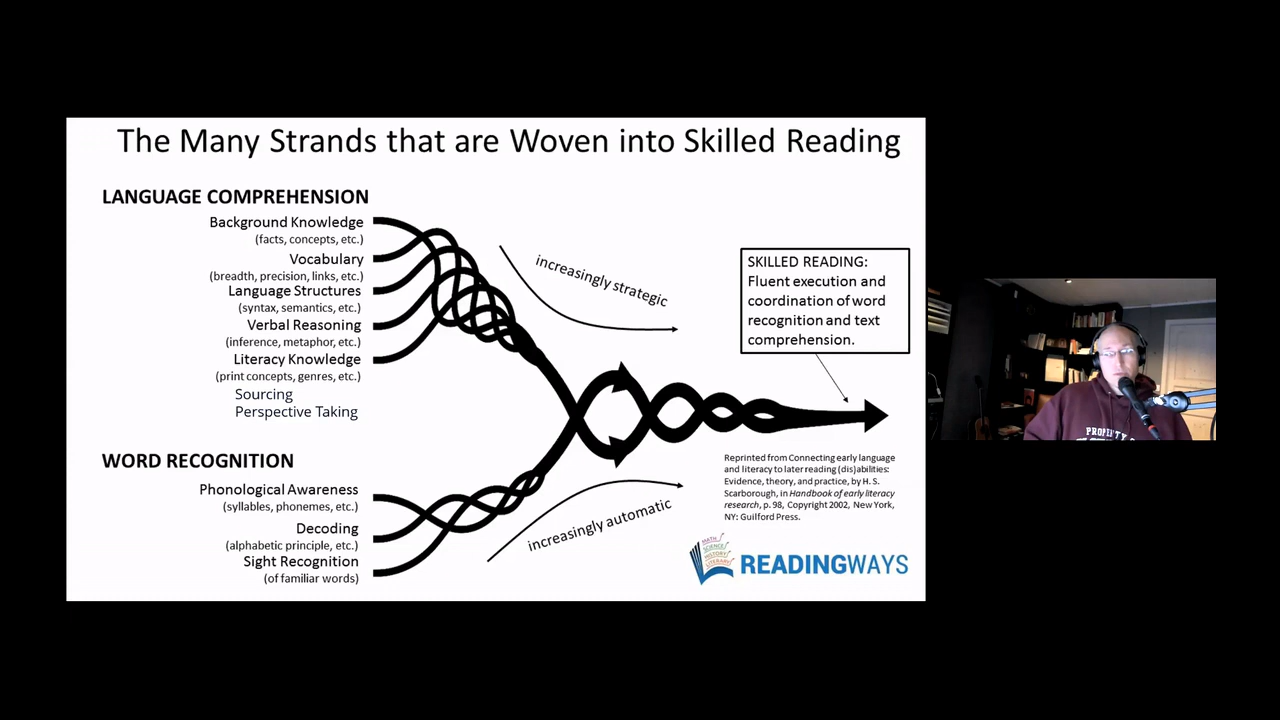 The Many Strands that are Woven into Skilled Reading
LANGUAGE COMPREHENSION
Background Knowledge
(facts, concepts, etc.)
Vocabulary
(breadth, precision, links, etc.)
Language Structures
(syntax, semantics, etc.)
Verbal Reasoning
(inference, metaphor, etc.)
Literacy Knowledge
(print concepts, genres, etc.)
Sourcing
Perspective Taking
WORD RECOGNITION
Phonological Awareness
(syllables, phonemes, etc.)
Decoding
(alphabetic principle, etc.)
Sight Recognition
(of familiar words)
increasingly strategic
increasingly automatic
SKILLED READING:
Fluent execution and
coordination of word
recognition and text
comprehension.
Reprinted from Connecting early language
and literacy to later reading (dis)abilities:
Evidence, theory, and practice, by H. S.
Scarborough, in Handbook of early literacy
research, p. 98, Copyright 2002, New York,
NY: Guilford Press.
MATH
SCIENCE
HISTORY
LITERARY
READINGWAYS
PROPERTY